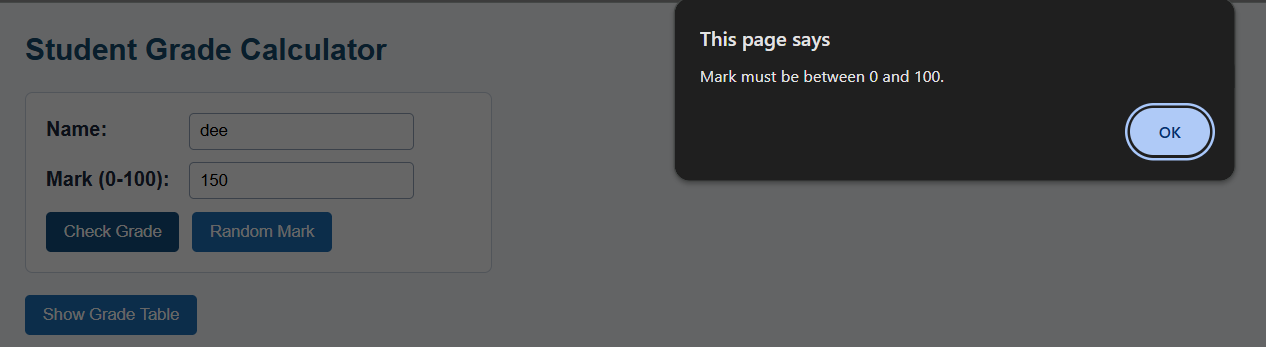 Student Grade Calculator
This page says
Mark must be between 0 and 100.
OK
Name: dee
Mark (0-100): 150
Check Grade Random Mark
Show Grade Table